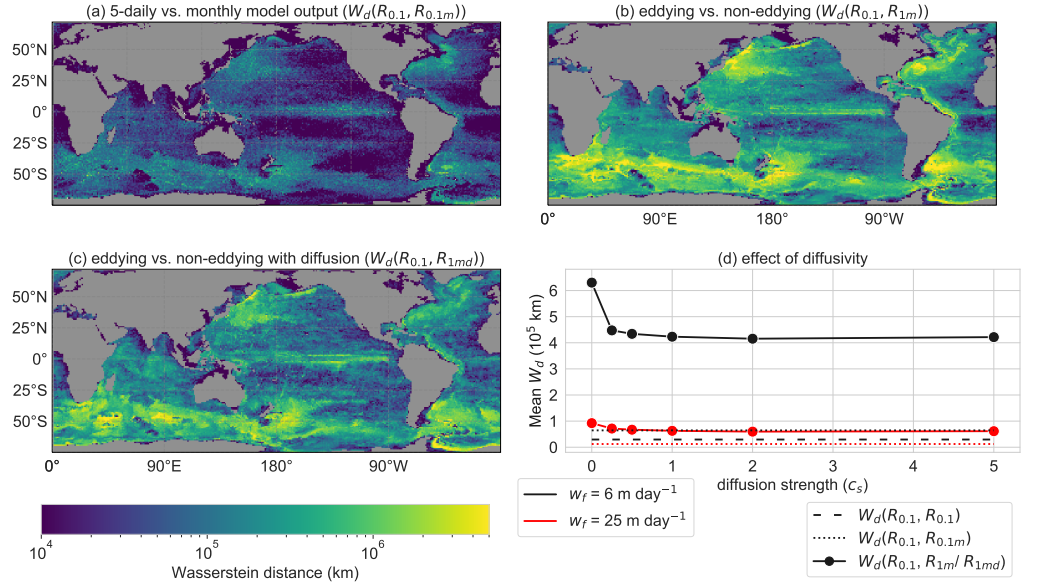 (a) 5-daily vs. monthly model output (W_d(R_0.1, R_0.1m))
50°N
25°N
0°
25°S
50°S
(b) eddying vs. non-eddying (W_d(R_0.1, R_1m))
0°
90°E
180°
90°W
(c) eddying vs. non-eddying with diffusion (W_d(R_0.1, R_1md))
50°N
25°N
0°
25°S
50°S
0°
90°E
180°
90°W
(d) effect of diffusivity
Mean W_d (10^5 km)
6
5
4
3
2
1
0
0
1
2
3
4
5
diffusion strength (c_s)
w_f = 6 m day^−1
w_f = 25 m day^−1
W_d(R_0.1, R_0.1)
W_d(R_0.1, R_0.1m)
W_d(R_0.1, R_1m/ R_1md)
10^4
10^5
10^6
Wasserstein distance (km)